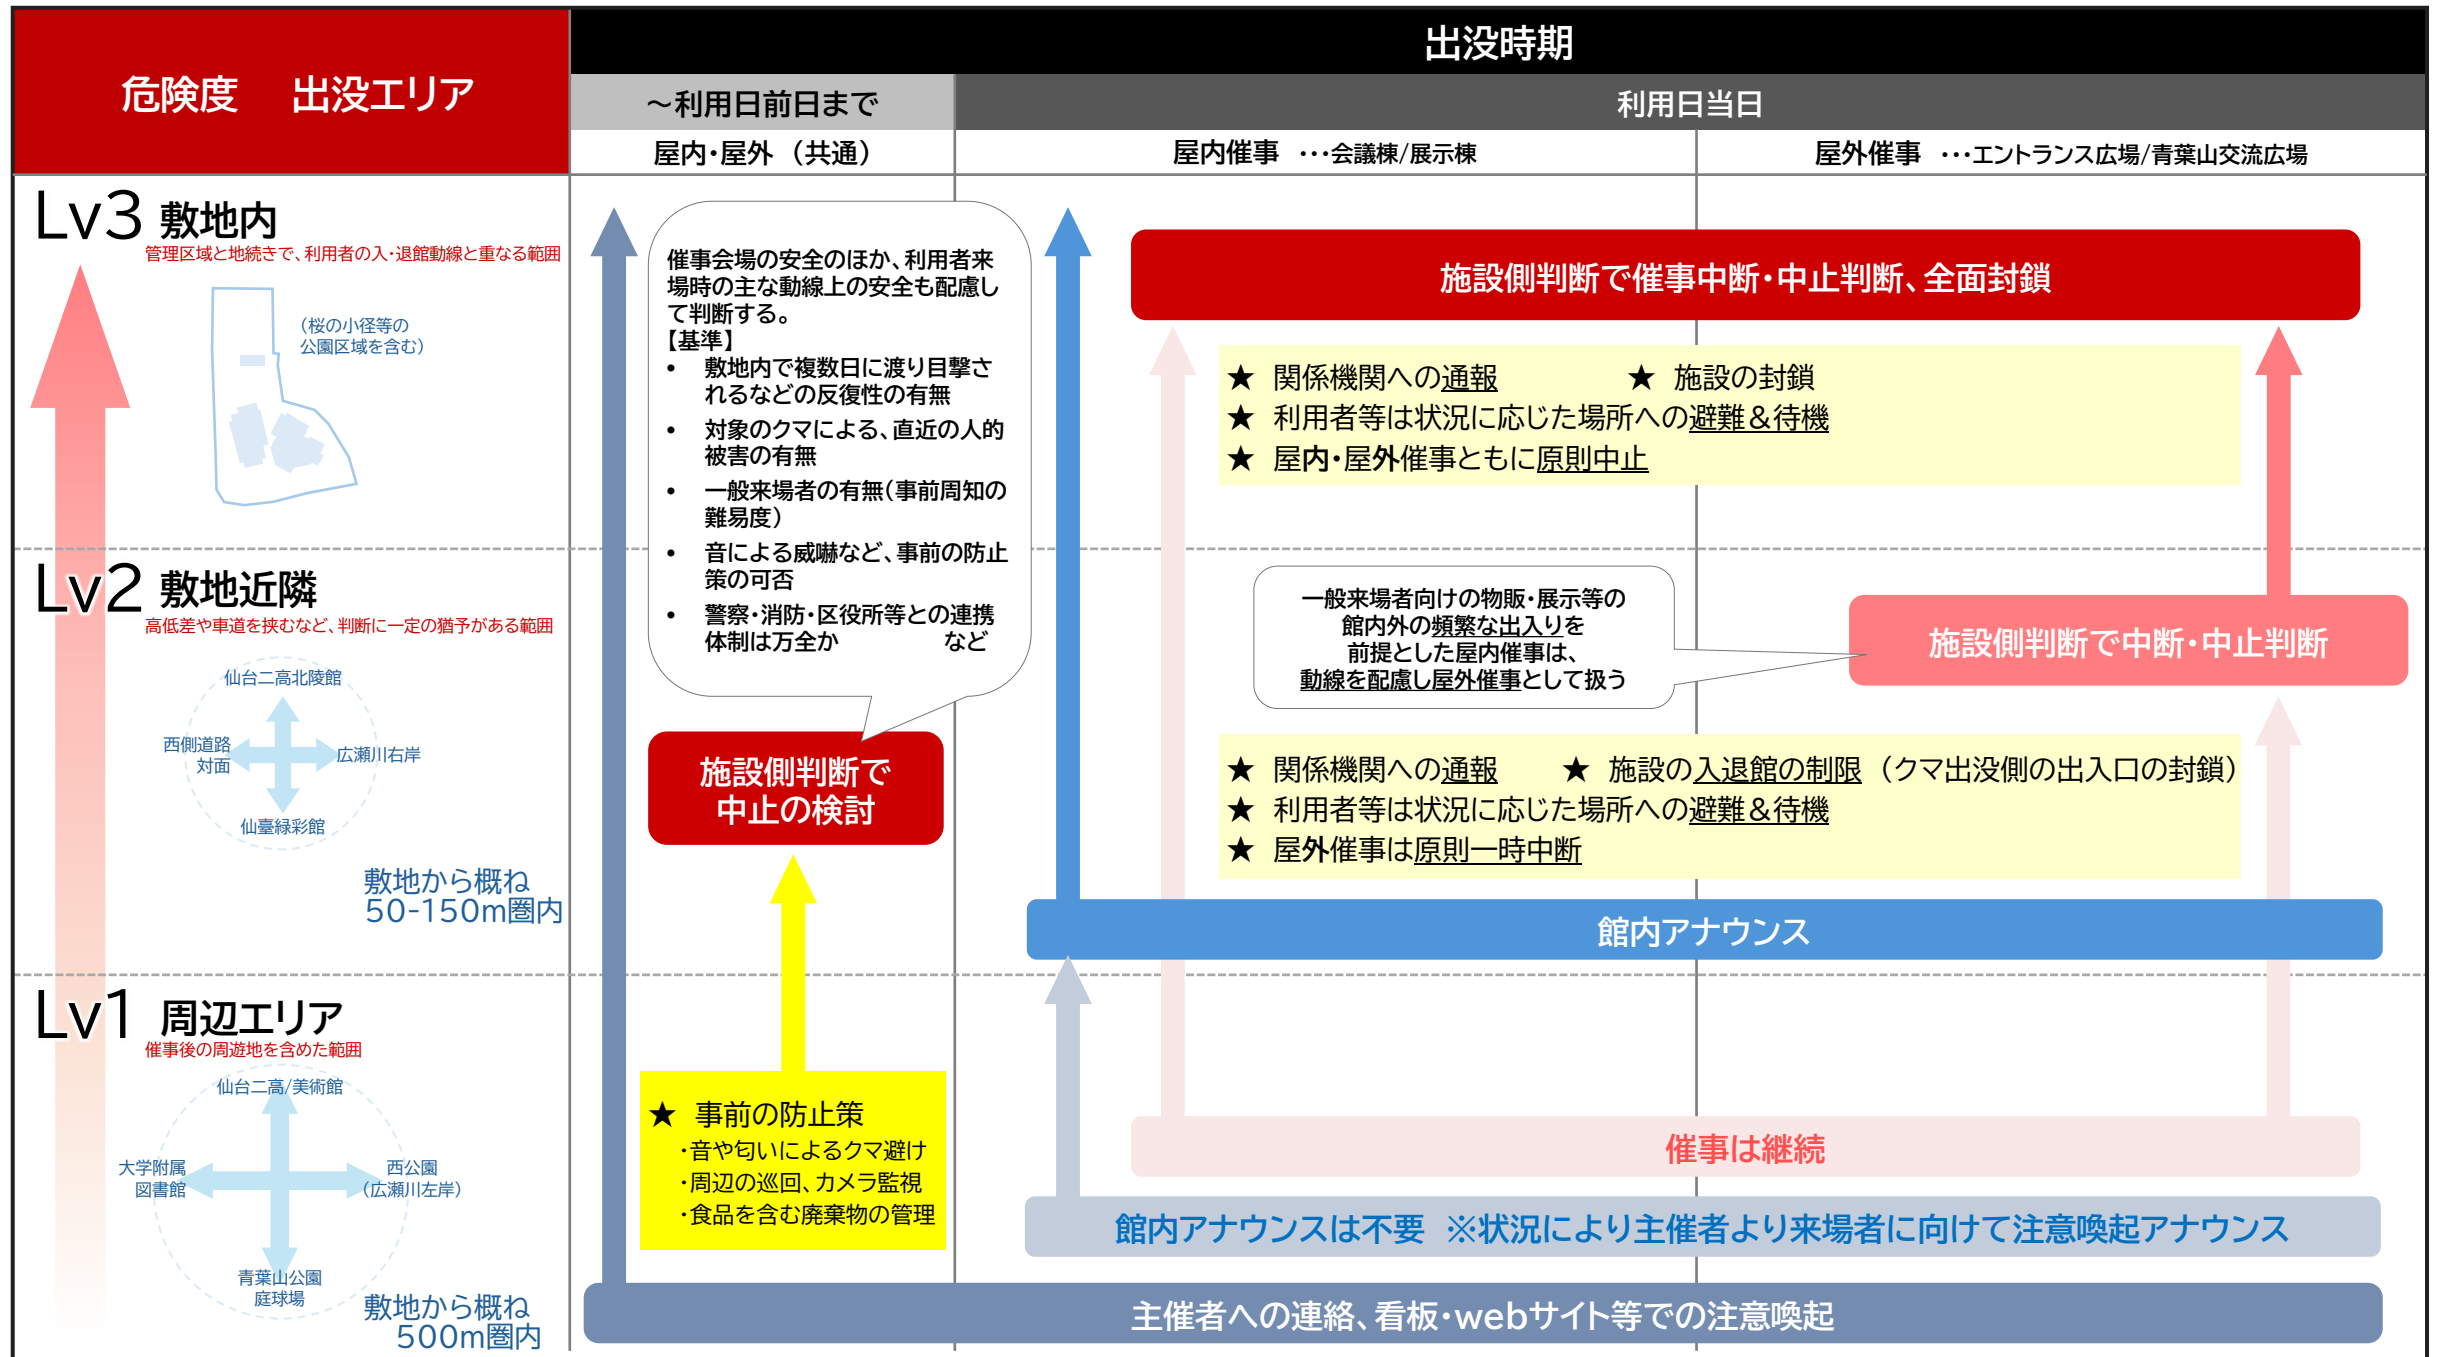 危険度 出没エリア
出没時期
～利用日前日まで
利用日当日
屋内・屋外（共通）
屋内催事 …会議棟/展示棟
屋外催事 …エントランス広場/青葉山交流広場
Lv3 敷地内
管理区域と地続きで、利用者の入・退館動線と重なる範囲
（桜の小径等の
公園区域を含む）
催事会場の安全のほか、利用者来
場時の主な動線上の安全も配慮し
て判断する。
【基準】
• 敷地内で複数日に渡り目撃さ
れるなどの反復性の有無
• 対象のクマによる、直近の人的
被害の有無
• 一般来場者の有無（事前周知の
難易度）
• 音による威嚇など、事前の防止
策の可否
• 警察・消防・区役所等との連携
体制は万全か など
施設側判断で催事中断・中止判断、全面封鎖
★ 関係機関への通報 ★ 施設の封鎖
★ 利用者等は状況に応じた場所への避難＆待機
★ 屋内・屋外催事ともに原則中止
Lv2 敷地近隣
高低差や車道を挟むなど、判断に一定の猶予がある範囲
仙台二高北陵館
西側道路
対面
広瀬川右岸
仙臺緑彩館
敷地から概ね
50-150m圏内
施設側判断で
中止の検討
一般来場者向けの物販・展示等の
館内外の頻繁な出入りを
前提とした屋内催事は、
動線を配慮し屋外催事として扱う
施設側判断で中断・中止判断
★ 関係機関への通報 ★ 施設の入退館の制限（クマ出没側の出入口の封鎖）
★ 利用者等は状況に応じた場所への避難＆待機
★ 屋外催事は原則一時中断
館内アナウンス
Lv1 周辺エリア
催事後の周遊地を含めた範囲
仙台二高/美術館
大学附属
図書館
西公園
（広瀬川左岸）
青葉山公園
庭球場
敷地から概ね
500m圏内
★ 事前の防止策
・音や匂いによるクマ避け
・周辺の巡回、カメラ監視
・食品を含む廃棄物の管理
催事は継続
館内アナウンスは不要 ※状況により主催者より来場者に向けて注意喚起アナウンス
主催者への連絡、看板・webサイト等での注意喚起